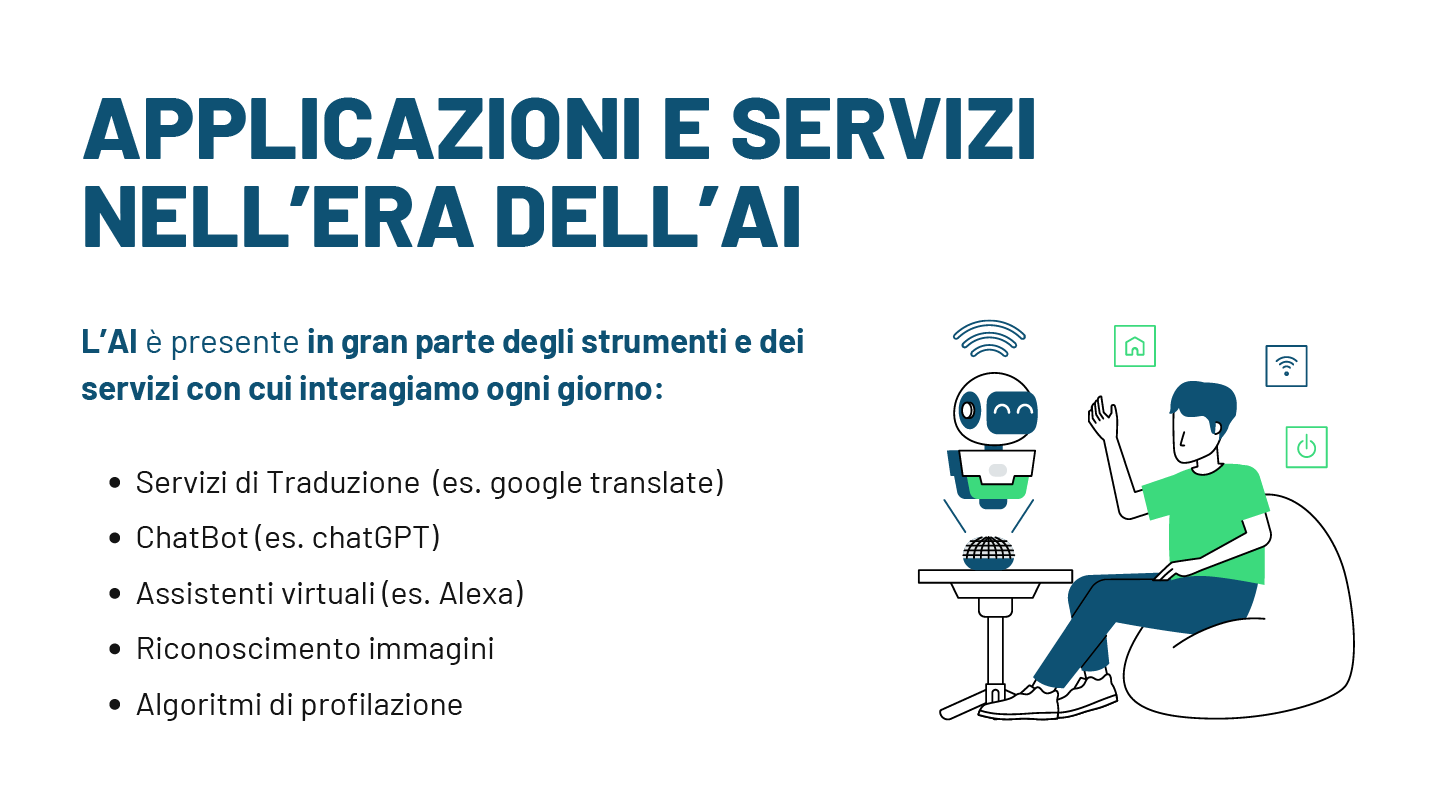 APPLICAZIONI E SERVIZI
NELL’ERA DELL’AI
L’AI è presente in gran parte degli strumenti e dei
servizi con cui interagiamo ogni giorno:
• Servizi di Traduzione (es. google translate)
• ChatBot (es. chatGPT)
• Assistenti virtuali (es. Alexa)
• Riconoscimento immagini
• Algoritmi di profilazione